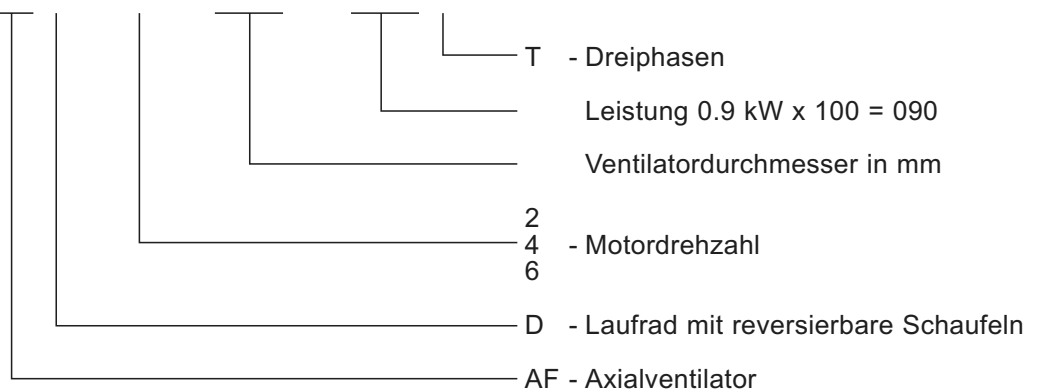 T - Dreiphasen
Leistung 0.9 kW x 100 = 090
Ventilatordurchmesser in mm
2
4 - Motordrehzahl
6
D - Laufrad mit reversierbare Schaufeln
AF - Axialventilator